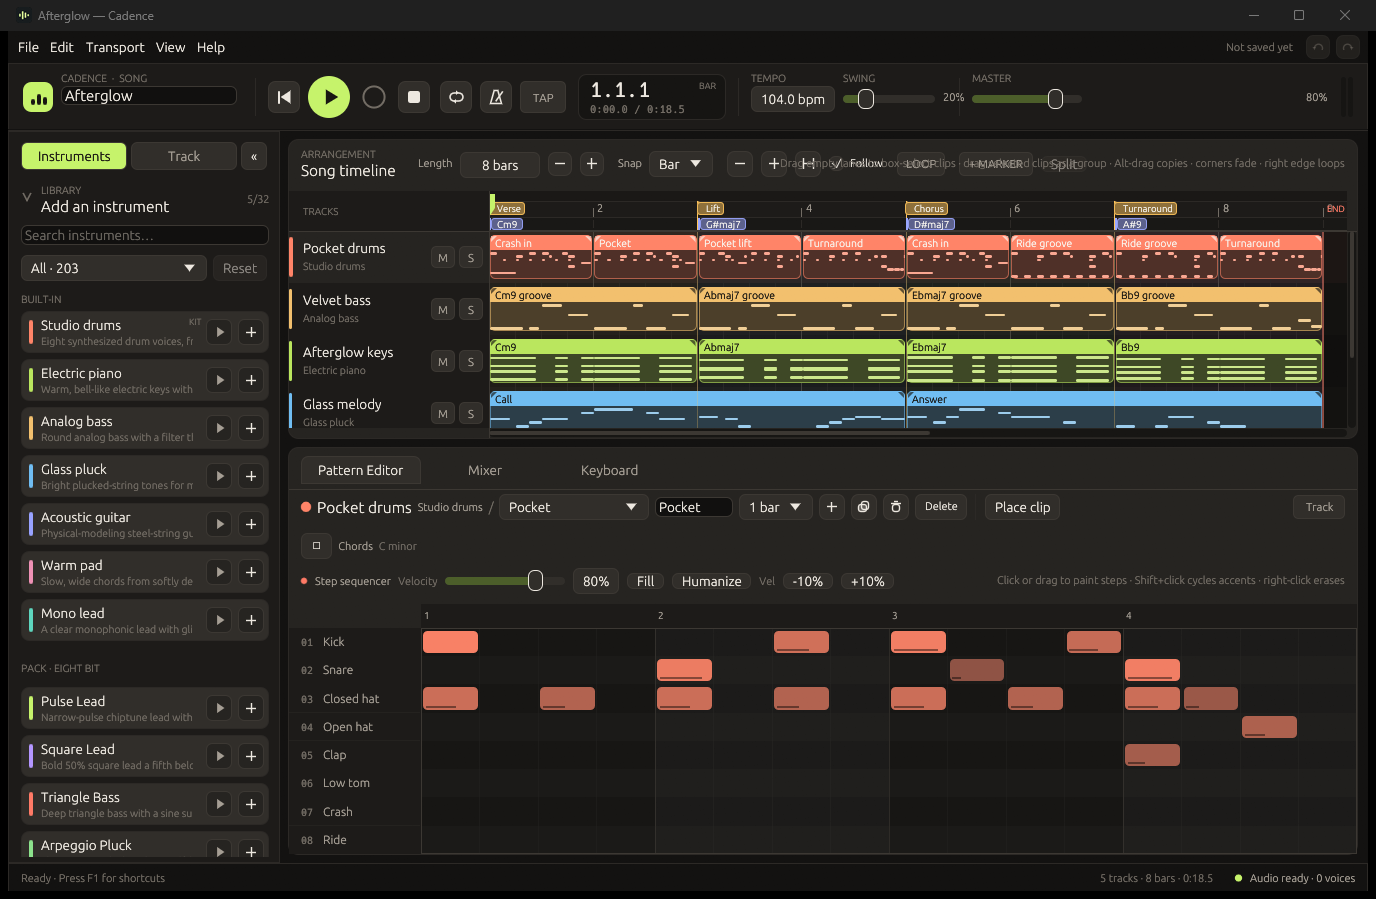 Afterglow — Cadence
File Edit Transport View Help
Not saved yet
CADENCE · SONG
Afterglow
TAP
1.1.1 BAR
0:00.0 / 0:18.5
TEMPO
104.0 bpm
SWING
20%
MASTER
80%
Instruments Track «
LIBRARY
Add an instrument 5/32
Search instruments...
All · 203 Reset
BUILT-IN
Studio drums KIT
Eight synthesized drum voices, fr
Electric piano
Warm, bell-like electric keys with
Analog bass
Round analog bass with a filter tl
Glass pluck
Bright plucked-string tones for m
Acoustic guitar
Physical-modeling steel-string gu
Warm pad
Slow, wide chords from softly de
Mono lead
A clear monophonic lead with gli
PACK · EIGHT BIT
Pulse Lead
Narrow-pulse chiptune lead with
Square Lead
Bold 50% square lead a fifth belo
Triangle Bass
Deep triangle bass with a sine su
Arpeggio Pluck
ARRANGEMENT
Song timeline
Length 8 bars − + Snap Bar − + Follow LOOP + MARKER Split
group · Alt-drag copies · corners fade · right edge loops
TRACKS
Verse 2 Lift 4 Chorus 6 Turnaround 8 END
Cm9 G#maj7 D#maj7 A#9
Pocket drums
Studio drums
M S
Crash in Pocket Pocket lift Turnaround Crash in Ride groove Ride groove Turnaround
Velvet bass
Analog bass
M S
Cm9 groove Abmaj7 groove Ebmaj7 groove Bb9 groove
Afterglow keys
Electric piano
M S
Cm9 Abmaj7 Ebmaj7 Bb9
Glass melody
Glass pluck
M S
Call Answer
Pattern Editor Mixer Keyboard
Pocket drums Studio drums / Pocket Pocket 1 bar + Delete Place clip Track
Chords C minor
Step sequencer Velocity 80% Fill Humanize Vel -10% +10%
Click or drag to paint steps · Shift+click cycles accents · right-click erases
1 2 3 4
01 Kick
02 Snare
03 Closed hat
04 Open hat
05 Clap
06 Low tom
07 Crash
08 Ride
Ready · Press F1 for shortcuts
5 tracks · 8 bars · 0:18.5
Audio ready · 0 voices